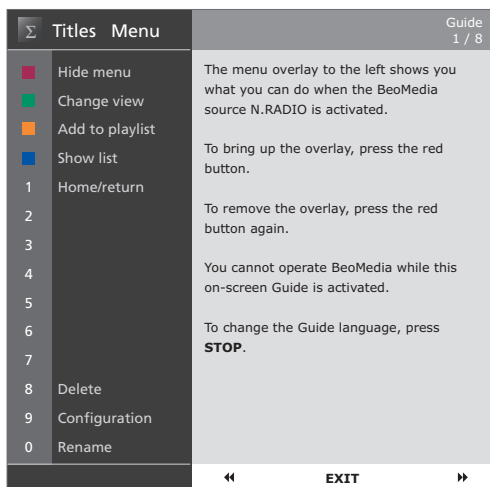 Σ Titles Menu
Guide
1 / 8
Hide menu
Change view
Add to playlist
Show list
1 Home/return
2
3
4
5
6
7
8 Delete
9 Configuration
0 Rename
The menu overlay to the left shows you
what you can do when the BeoMedia
source N.RADIO is activated.
To bring up the overlay, press the red
button.
To remove the overlay, press the red
button again.
You cannot operate BeoMedia while this
on-screen Guide is activated.
To change the Guide language, press
STOP.
EXIT